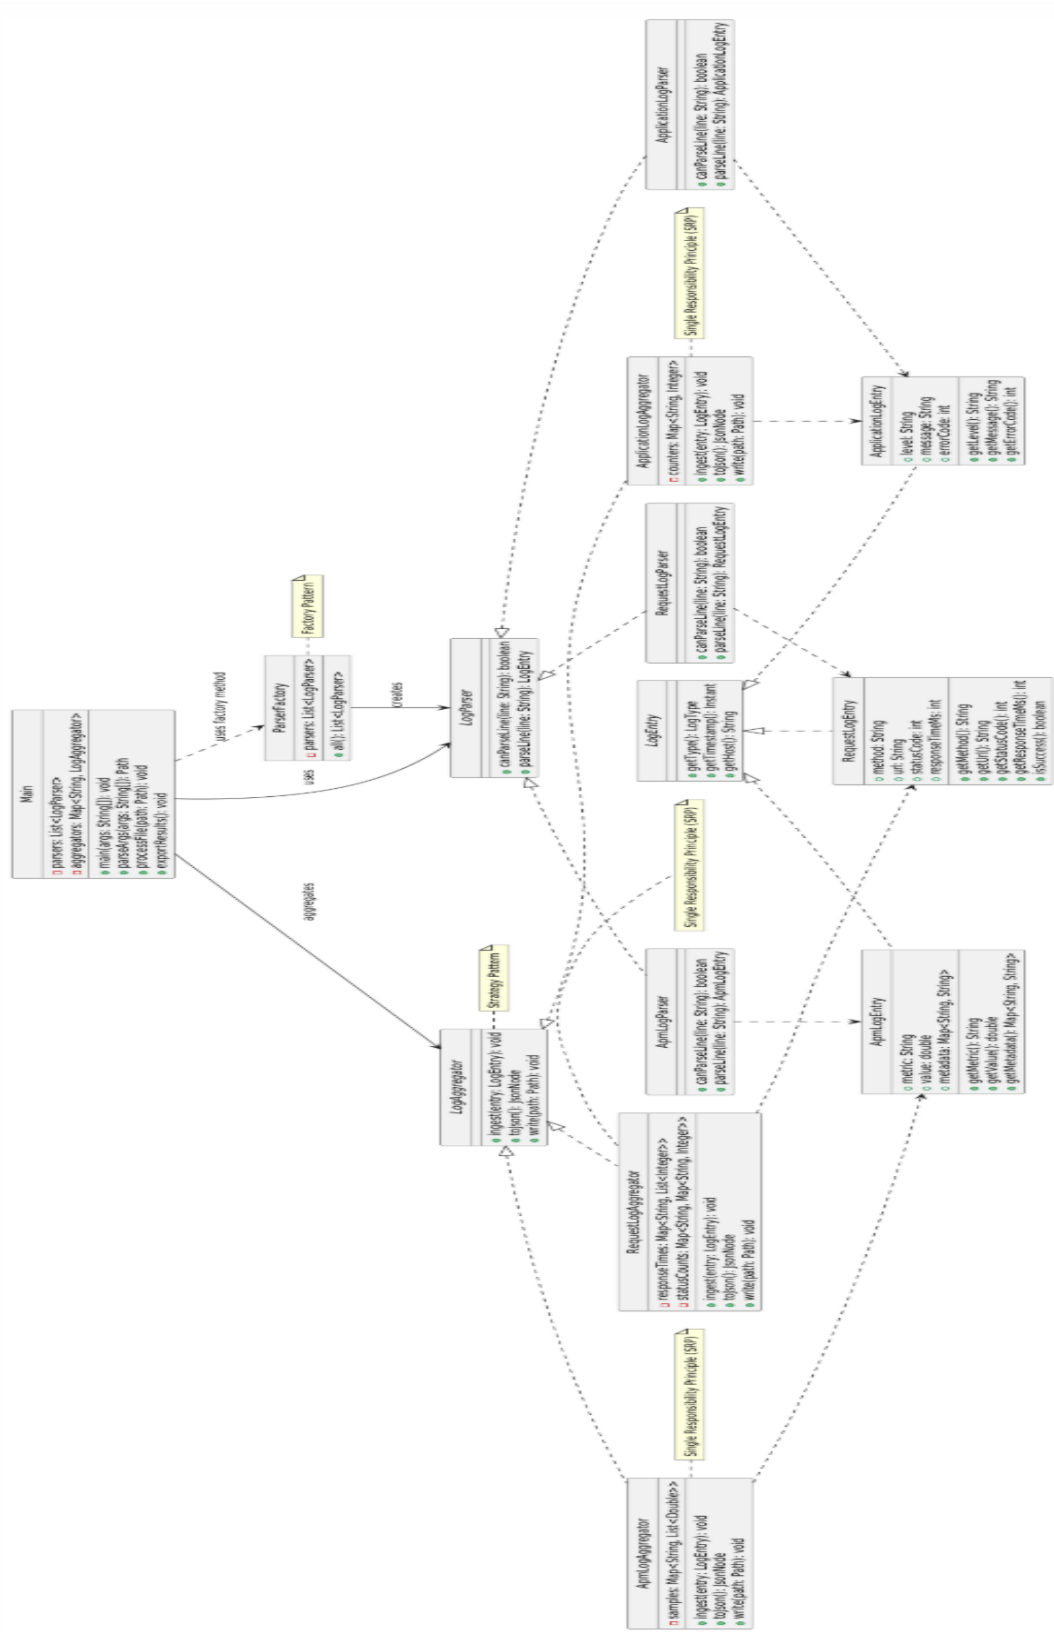 Main
parsers: List<LogParser>
aggregators: Map<String, LogAggregator>
main(args: String[]): void
parseArgs(args: String[]): Path
processFile(path: Path): void
exportResults(): void
uses factory method
aggregates
uses
ParserFactory
parsers: List<LogParser>
all(): List<LogParser>
Factory Pattern
creates
LogAggregator
ingest(entry: LogEntry): void
toJson(): JsonNode
write(path: Path): void
Strategy Pattern
LogParser
canParseLine(line: String): boolean
parseLine(line: String): LogEntry
ApmLogAggregator
samples: Map<String, List<Double>>
ingest(entry: LogEntry): void
toJson(): JsonNode
write(path: Path): void
Single Responsibility Principle (SRP)
RequestLogAggregator
responseTimes: Map<String, List<Integer>>
statusCounts: Map<String, Map<String, Integer>>
ingest(entry: LogEntry): void
toJson(): JsonNode
write(path: Path): void
ApmLogParser
canParseLine(line: String): boolean
parseLine(line: String): ApmLogEntry
Single Responsibility Principle (SRP)
LogEntry
getType(): LogType
getTimestamp(): Instant
getHost(): String
RequestLogParser
canParseLine(line: String): boolean
parseLine(line: String): RequestLogEntry
ApplicationLogAggregator
counters: Map<String, Integer>
ingest(entry: LogEntry): void
toJson(): JsonNode
write(path: Path): void
Single Responsibility Principle (SRP)
ApplicationLogParser
canParseLine(line: String): boolean
parseLine(line: String): ApplicationLogEntry
ApmLogEntry
metric: String
value: double
metadata: Map<String, String>
getMetric(): String
getValue(): double
getMetadata(): Map<String, String>
RequestLogEntry
method: String
url: String
statusCode: int
responseTimeMs: int
getMethod(): String
getUrl(): String
getStatusCode(): int
getResponseTimeMs(): int
isSuccess(): boolean
ApplicationLogEntry
level: String
message: String
errorCode: int
getLevel(): String
getMessage(): String
getErrorCode(): int